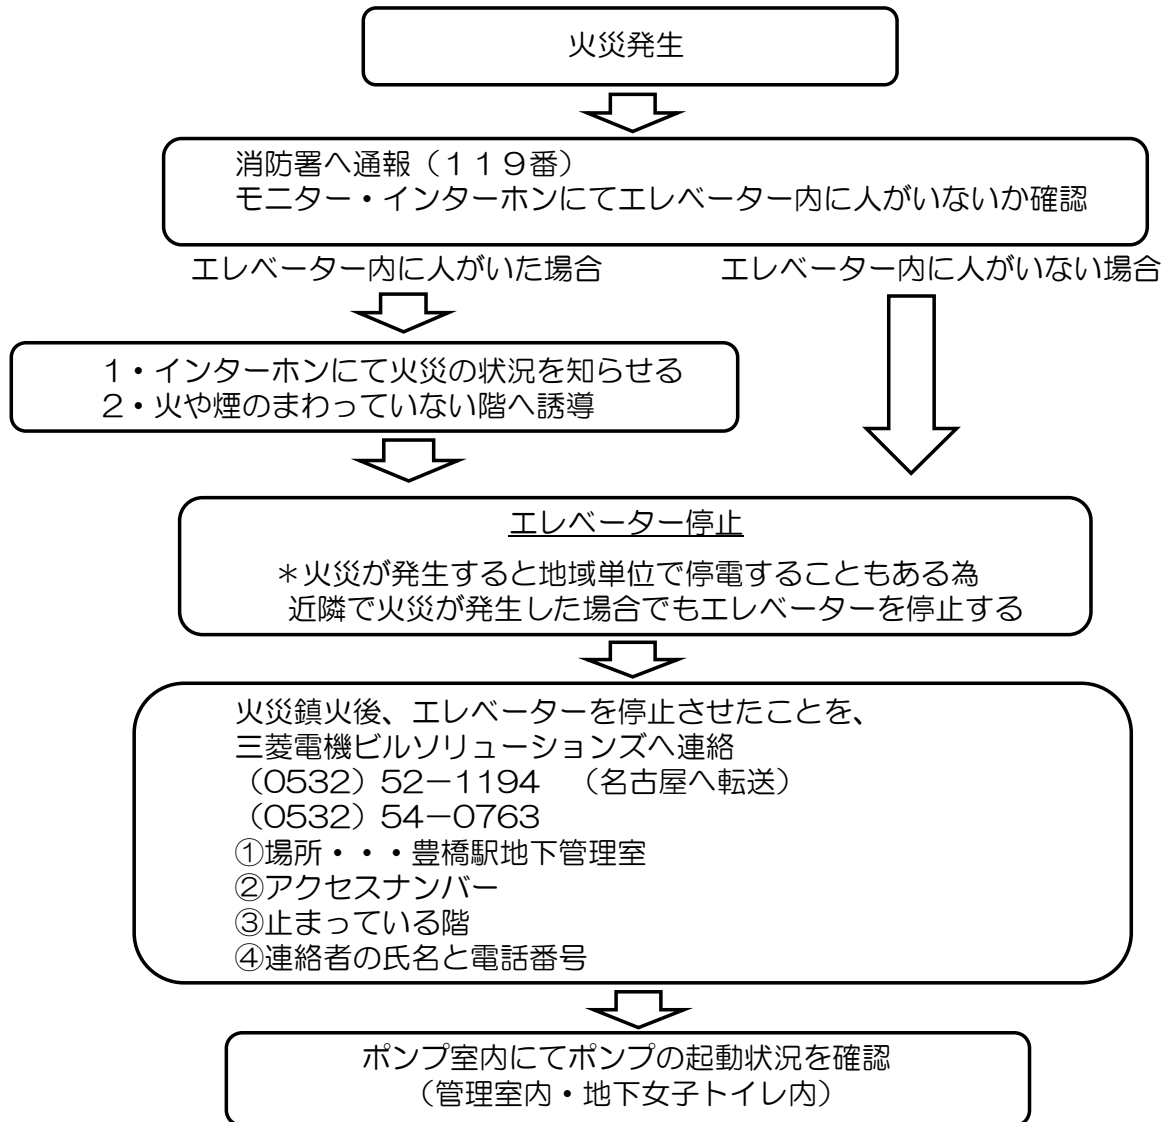 火災発生
消防署へ通報（１１９番）
モニター・インターホンにてエレベーター内に人がいないか確認
エレベーター内に人がいた場合
エレベーター内に人がいない場合
１・インターホンにて火災の状況を知らせる
２・火や煙のまわっていない階へ誘導
エレベーター停止
＊火災が発生すると地域単位で停電することもある為
近隣で火災が発生した場合でもエレベーターを停止する
火災鎮火後、エレベーターを停止させたことを、
三菱電機ビルソリューションズへ連絡
（0532）52－1194　（名古屋へ転送）
（0532）54－0763
①場所・・・豊橋駅地下管理室
②アクセスナンバー
③止まっている階
④連絡者の氏名と電話番号
ポンプ室内にてポンプの起動状況を確認
（管理室内・地下女子トイレ内）